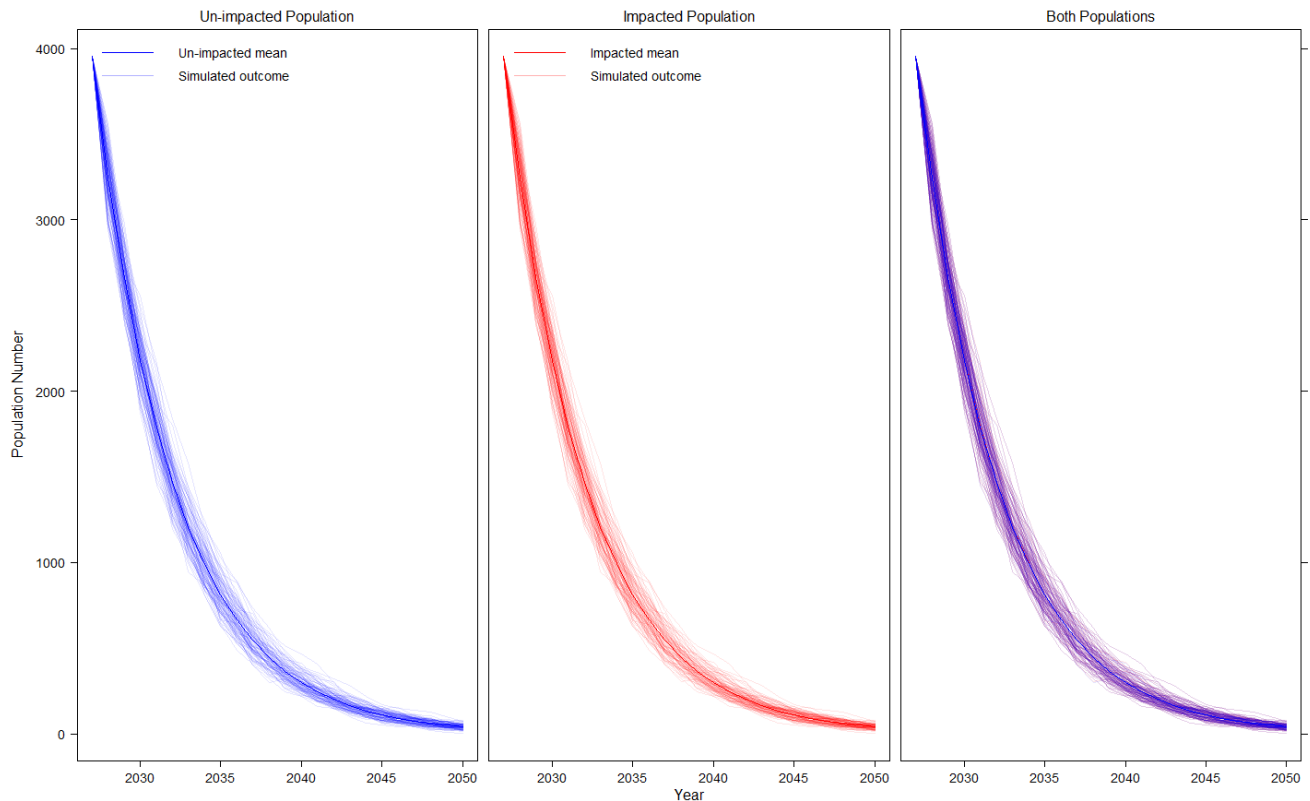 Un-impacted Population
Impacted Population
Both Populations
Un-impacted mean
Simulated outcome
Impacted mean
Simulated outcome
4000
3000
2000
1000
0
Population Number
2030
2035
2040
2045
2050
2030
2035
2040
2045
2050
2030
2035
2040
2045
2050
Year